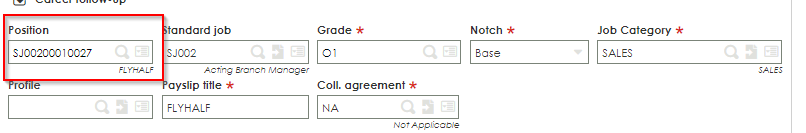 Career follow-up
Position Standard job Grade * Notch * Job Category *
SJ00200010027 SJ002 O1 Base SALES
FLYHALF Acting Branch Manager SALES
Profile Payslip title * Coll. agreement *
FLYHALF NA
Not Applicable